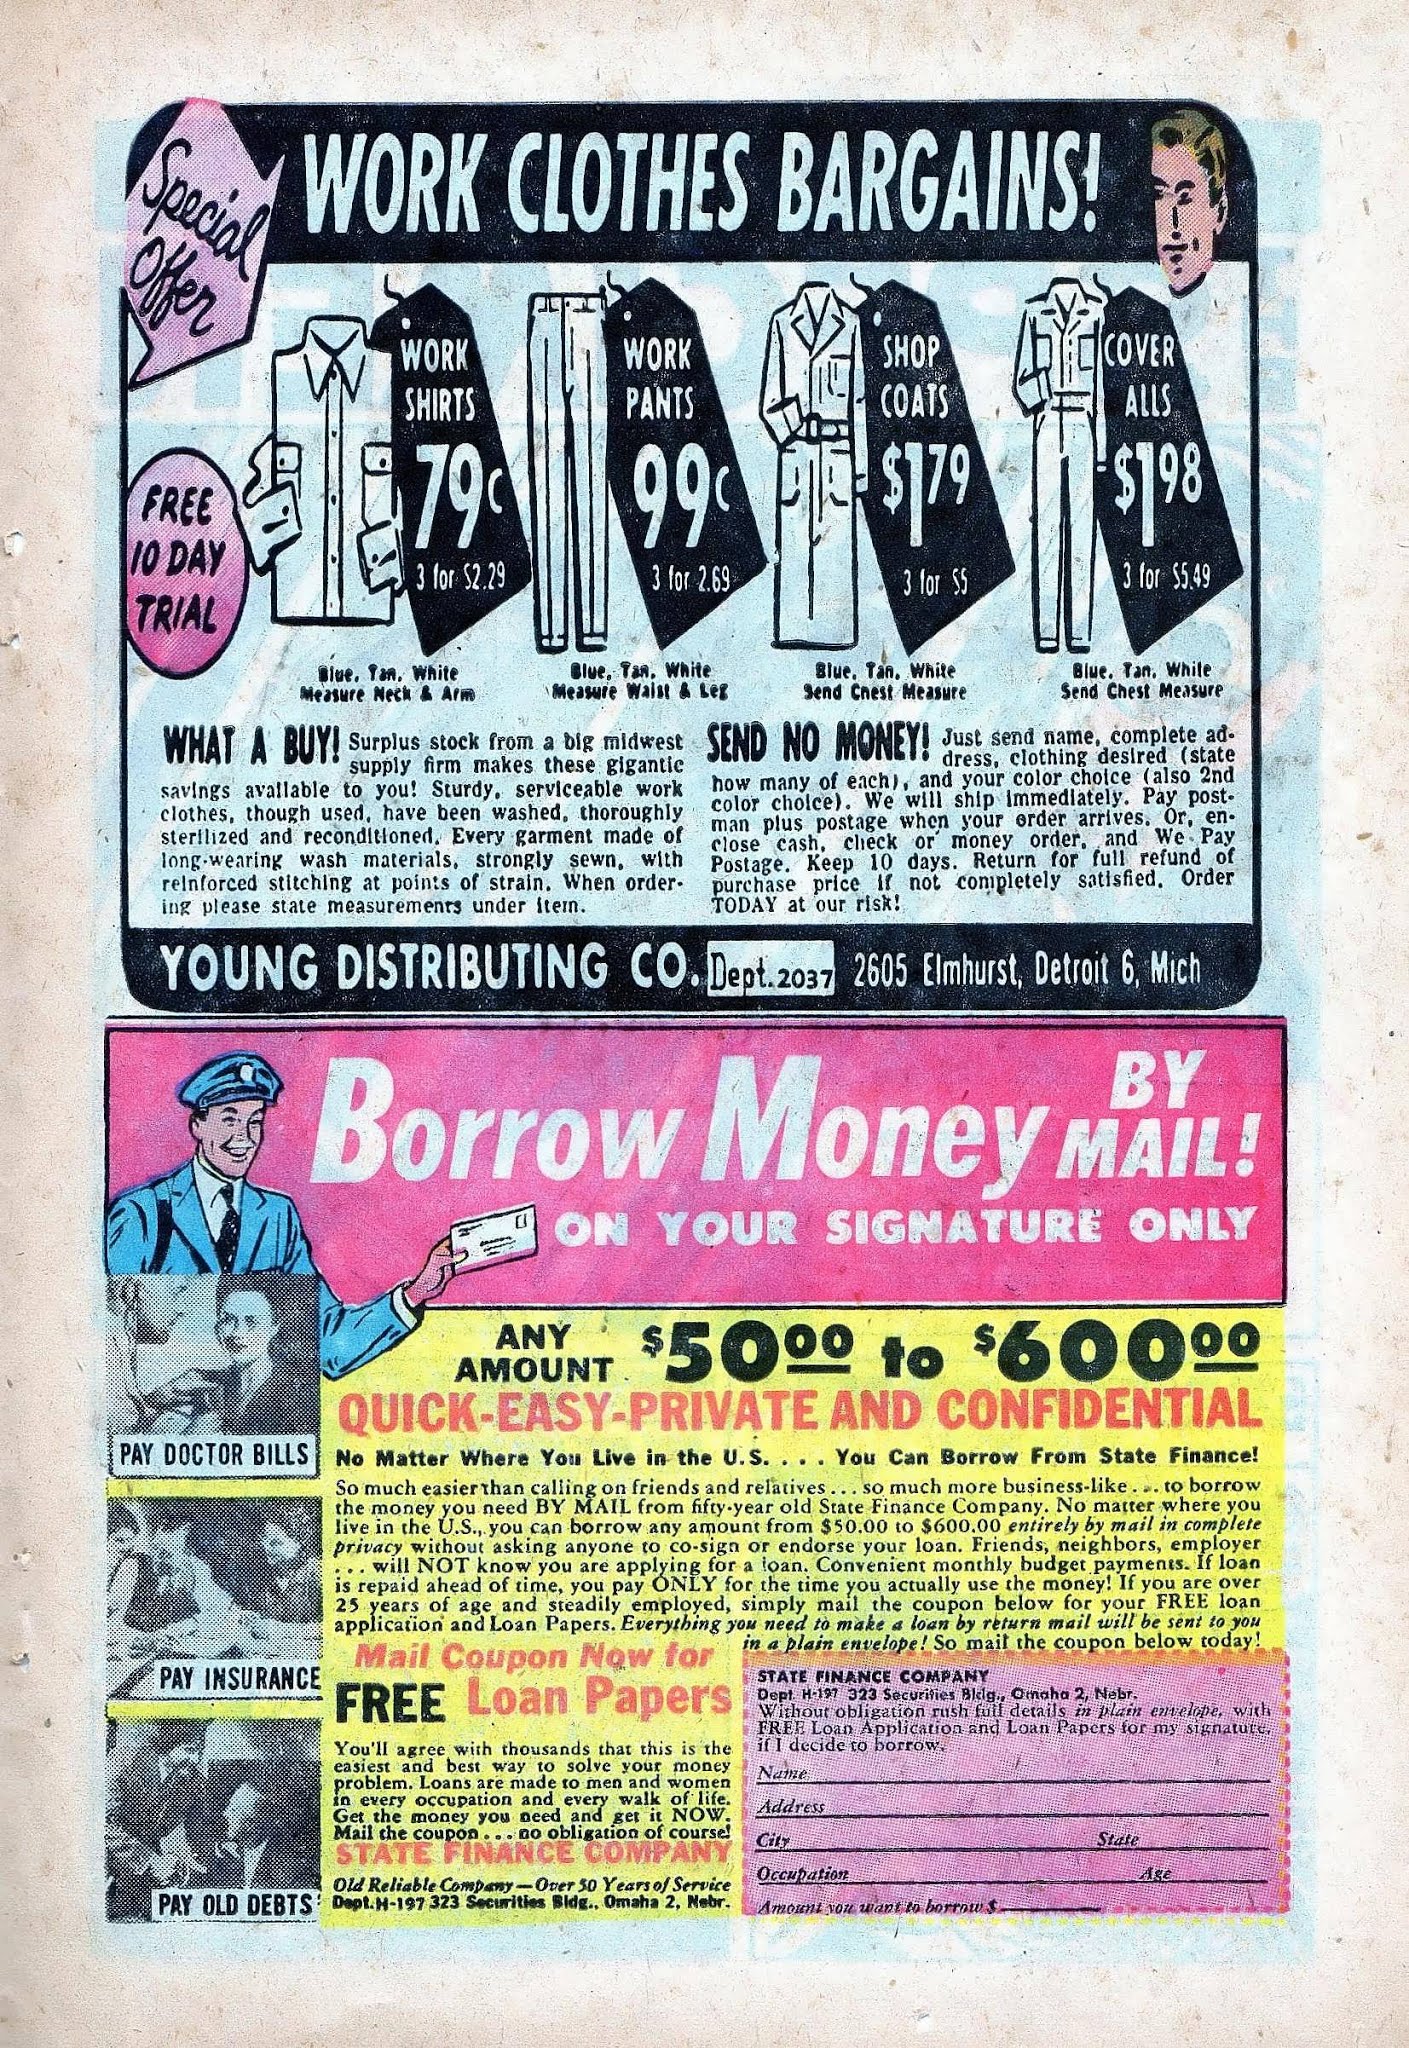 Special
Offer
WORK CLOTHES BARGAINS!
FREE
10 DAY
TRIAL
WORK
SHIRTS
79c
3 for $2.29
Blue, Tan, White
Measure Neck & Arm
WORK
PANTS
99c
3 for 2.69
Blue, Tan, White
Measure Waist & Leg
SHOP
COATS
$1 79
3 for $5
Blue, Tan, White
Send Chest Measure
COVER
ALLS
$1 98
3 for $5.49
Blue, Tan, White
Send Chest Measure
WHAT A BUY! Surplus stock from a big midwest
supply firm makes these gigantic
savings available to you! Sturdy, serviceable work
clothes, though used, have been washed, thoroughly
sterilized and reconditioned. Every garment made of
long-wearing wash materials, strongly sewn, with
reinforced stitching at points of strain. When order-
ing please state measurements under item.
SEND NO MONEY! Just send name, complete ad-
dress, clothing desired (state
how many of each), and your color choice (also 2nd
color choice). We will ship immediately. Pay post-
man plus postage when your order arrives. Or, en-
close cash, check or money order, and We Pay
Postage. Keep 10 days. Return for full refund of
purchase price if not completely satisfied. Order
TODAY at our risk!
YOUNG DISTRIBUTING CO. Dept. 2037 2605 Elmhurst, Detroit 6, Mich
Borrow Money BY
MAIL!
ON YOUR SIGNATURE ONLY
ANY
AMOUNT $50.00 to $600.00
QUICK-EASY-PRIVATE AND CONFIDENTIAL
No Matter Where You Live in the U.S. . . . You Can Borrow From State Finance!
So much easier than calling on friends and relatives . . . so much more business-like . . . to borrow
the money you need BY MAIL from fifty-year old State Finance Company. No matter where you
live in the U.S., you can borrow any amount from $50.00 to $600.00 entirely by mail in complete
privacy without asking anyone to co-sign or endorse your loan. Friends, neighbors, employer
. . . will NOT know you are applying for a loan. Convenient monthly budget payments. If loan
is repaid ahead of time, you pay ONLY for the time you actually use the money! If you are over
25 years of age and steadily employed, simply mail the coupon below for your FREE loan
application and Loan Papers. Everything you need to make a loan by return mail will be sent to you
in a plain envelope! So mail the coupon below today!
PAY DOCTOR BILLS
PAY INSURANCE
PAY OLD DEBTS
Mail Coupon Now for
FREE Loan Papers
You'll agree with thousands that this is the
easiest and best way to solve your money
problem. Loans are made to men and women
in every occupation and every walk of life.
Get the money you need and get it NOW.
Mail the coupon . . . no obligation of course!
STATE FINANCE COMPANY
Old Reliable Company — Over 50 Years of Service
Dept. H-197 323 Securities Bldg., Omaha 2, Nebr.
STATE FINANCE COMPANY
Dept. H-197 323 Securities Bldg., Omaha 2, Nebr.
Without obligation rush full details in plain envelope, with
FREE Loan Application and Loan Papers for my signature,
if I decide to borrow.
Name
Address
City State
Occupation Age
Amount you want to borrow $